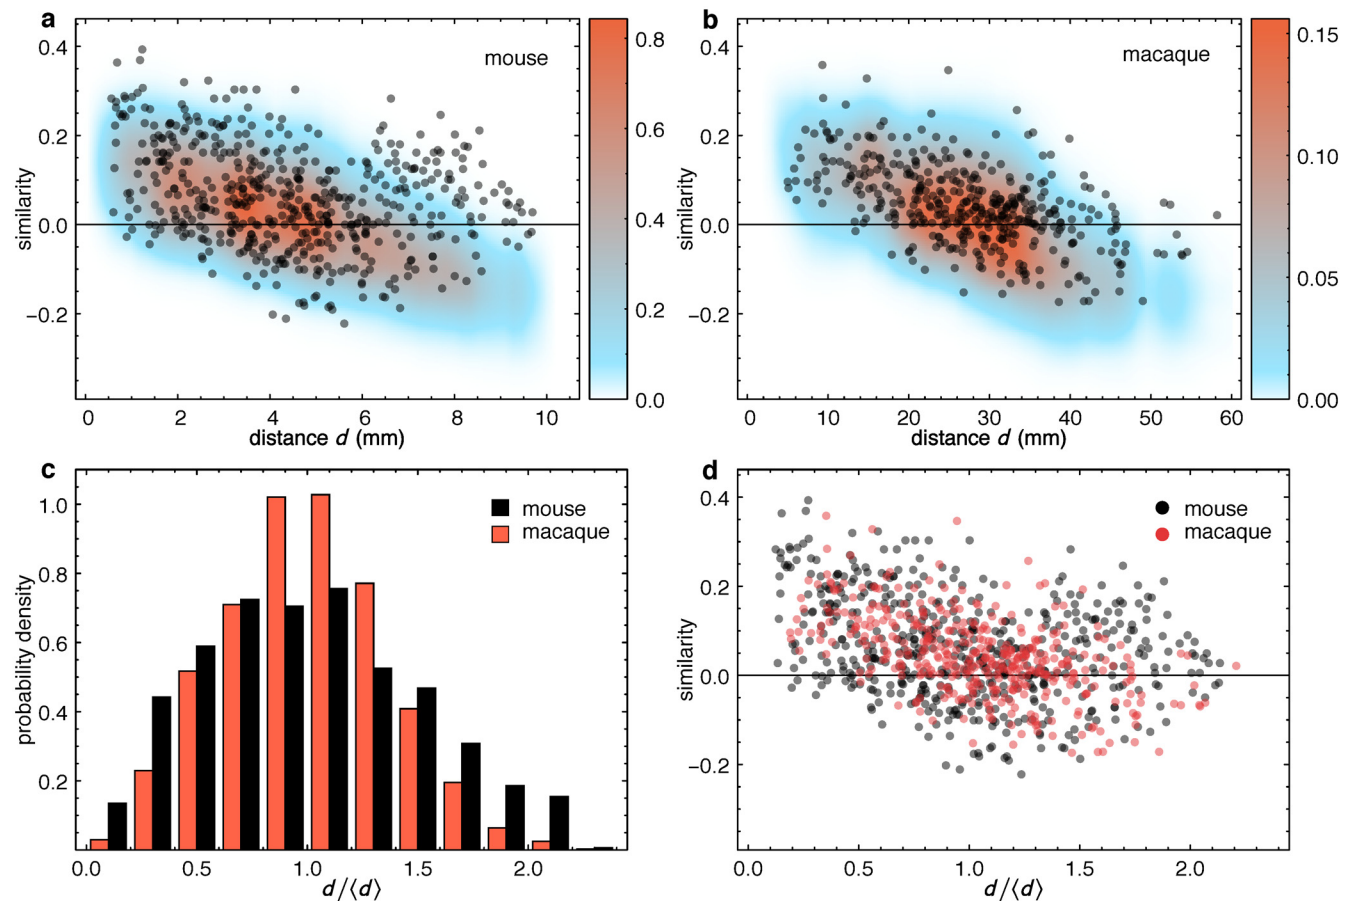 a
mouse
0.4
0.2
0.0
−0.2
similarity
0 2 4 6 8 10
distance d (mm)
0.8
0.6
0.4
0.2
0.0
b
macaque
0.4
0.2
0.0
−0.2
similarity
0 10 20 30 40 50 60
distance d (mm)
0.15
0.10
0.05
0.00
c
mouse
macaque
1.0
0.8
0.6
0.4
0.2
probability density
0.0 0.5 1.0 1.5 2.0
d/⟨d⟩
d
mouse
macaque
0.4
0.2
0.0
−0.2
similarity
0.0 0.5 1.0 1.5 2.0
d/⟨d⟩